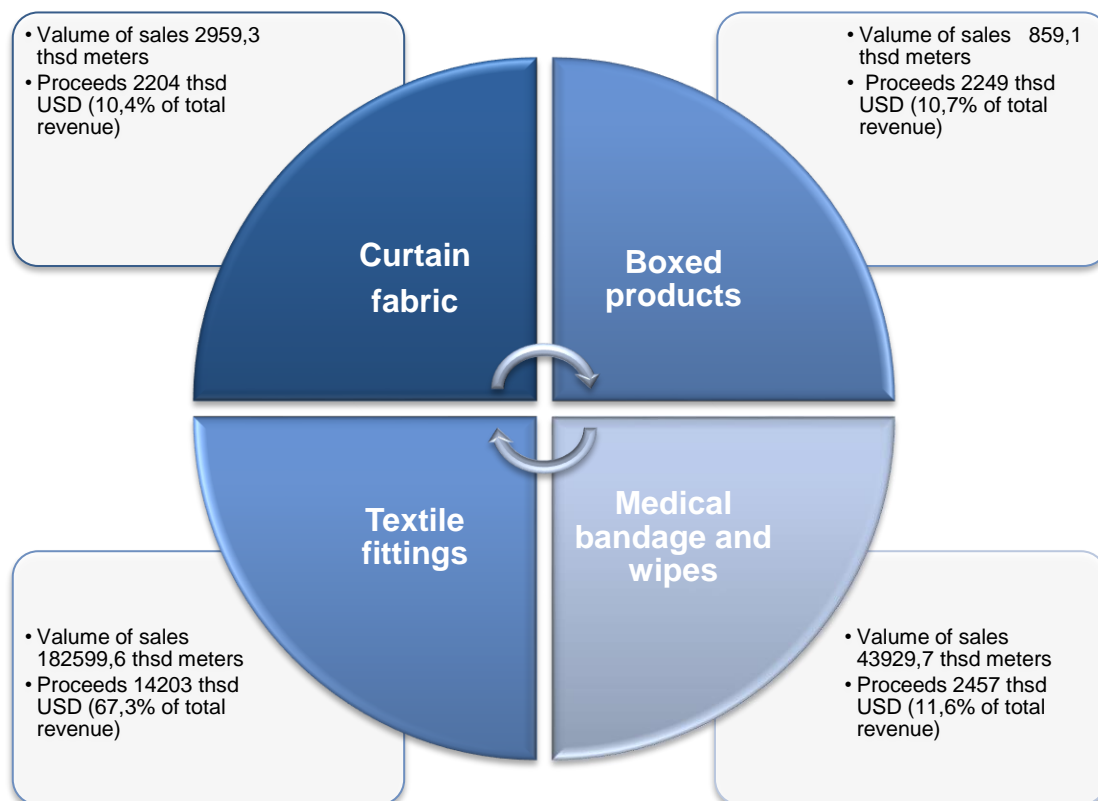 • Valume of sales 2959,3
thsd meters
• Proceeds 2204 thsd
USD (10,4% of total
revenue)
• Valume of sales 859,1
thsd meters
• Proceeds 2249 thsd
USD (10,7% of total
revenue)
Curtain
fabric
Boxed
products
Textile
fittings
Medical
bandage and
wipes
• Valume of sales
182599,6 thsd meters
• Proceeds 14203 thsd
USD (67,3% of total
revenue)
• Valume of sales
43929,7 thsd meters
• Proceeds 2457 thsd
USD (11,6% of total
revenue)